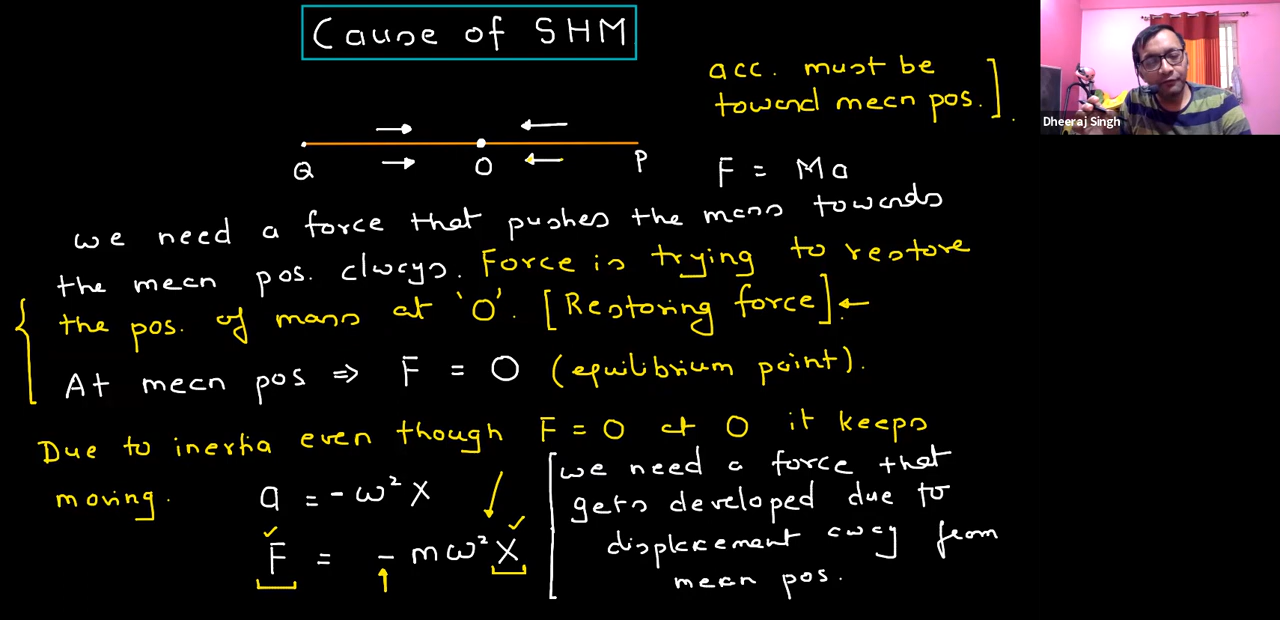 Cause of SHM
acc. must be
toward mean pos.].
Dheeraj Singh
Q O P
F = Ma
we need a force that pushes the mass towards
the mean pos. always. Force is trying to restore
the pos. of mass at 'O'. [Restoring force]←
At mean pos ⇒ F = 0 (equilibrium point).
Due to inertia even though F = 0 at O it keeps
moving.
a = -ω² X
F = - mω² X
we need a force that
gets developed due to
displacement away from
mean pos.